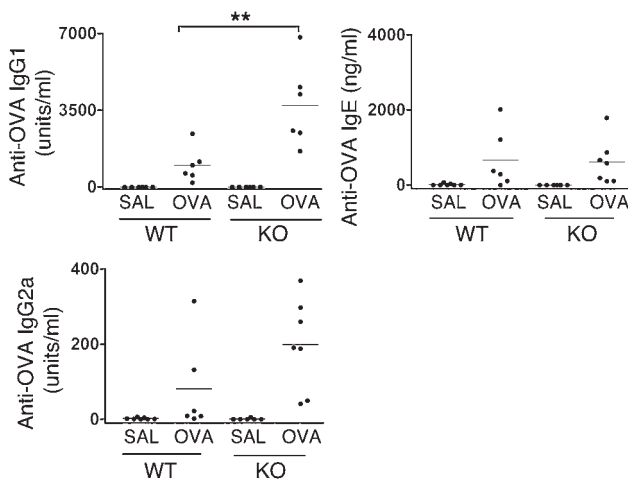 **
7000
3500
0
Anti-OVA IgG1
(units/ml)
SAL OVA SAL OVA
WT KO
4000
2000
0
Anti-OVA IgE (ng/ml)
SAL OVA SAL OVA
WT KO
400
200
0
Anti-OVA IgG2a
(units/ml)
SAL OVA SAL OVA
WT KO